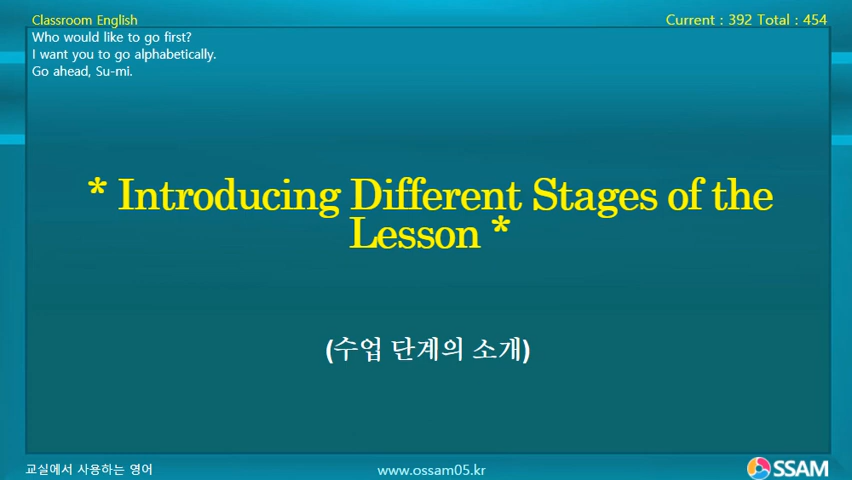 Classroom English
Current : 392 Total : 454
Who would like to go first?
I want you to go alphabetically.
Go ahead, Su-mi.
* Introducing Different Stages of the
Lesson *
(수업 단계의 소개)
교실에서 사용하는 영어
www.ossam05.kr
SSAM